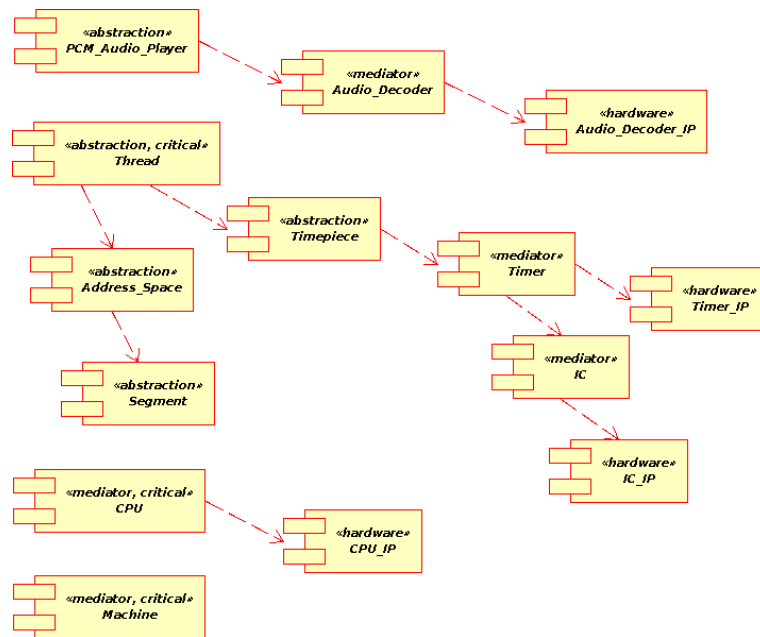 «abstraction»
PCM_Audio_Player
«mediator»
Audio_Decoder
«hardware»
Audio_Decoder_IP
«abstraction, critical»
Thread
«abstraction»
Timepiece
«mediator»
Timer
«abstraction»
Address_Space
«hardware»
Timer_IP
«mediator»
IC
«abstraction»
Segment
«hardware»
IC_IP
«mediator, critical»
CPU
«hardware»
CPU_IP
«mediator, critical»
Machine